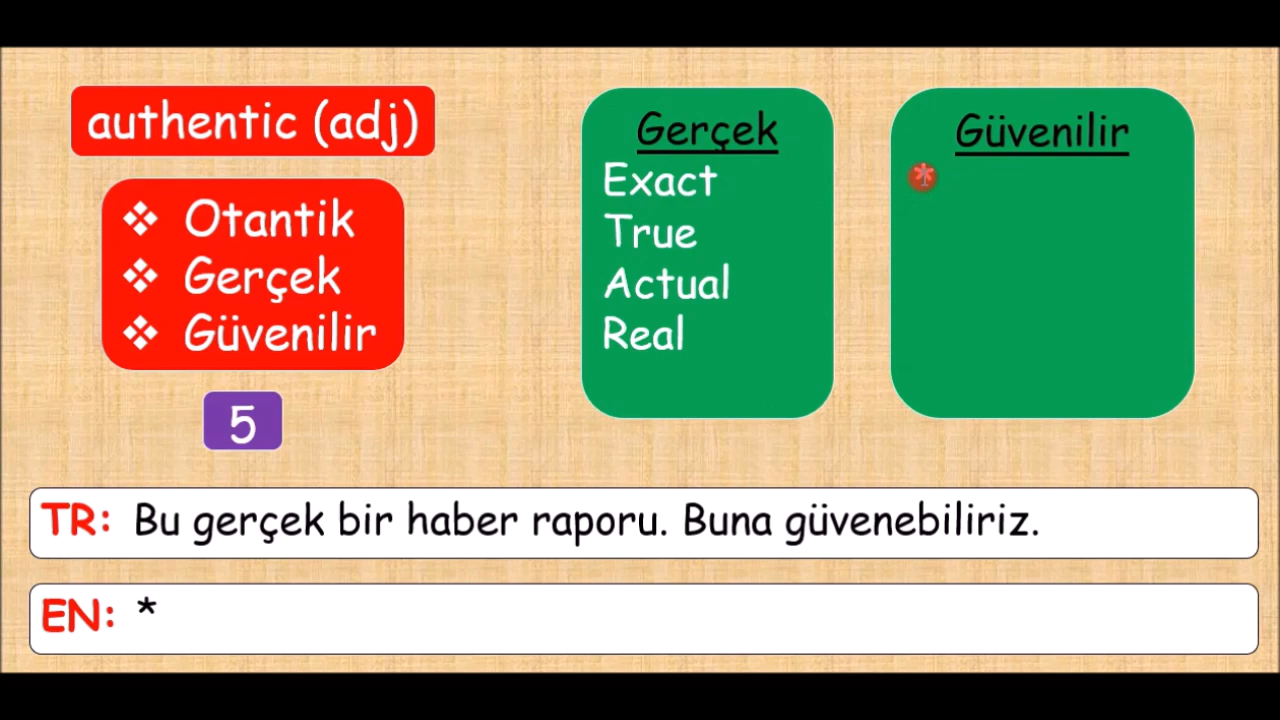 authentic (adj)
❖ Otantik
❖ Gerçek
❖ Güvenilir
5
Gerçek
Exact
True
Actual
Real
Güvenilir
*
TR: Bu gerçek bir haber raporu. Buna güvenebiliriz.
EN: *